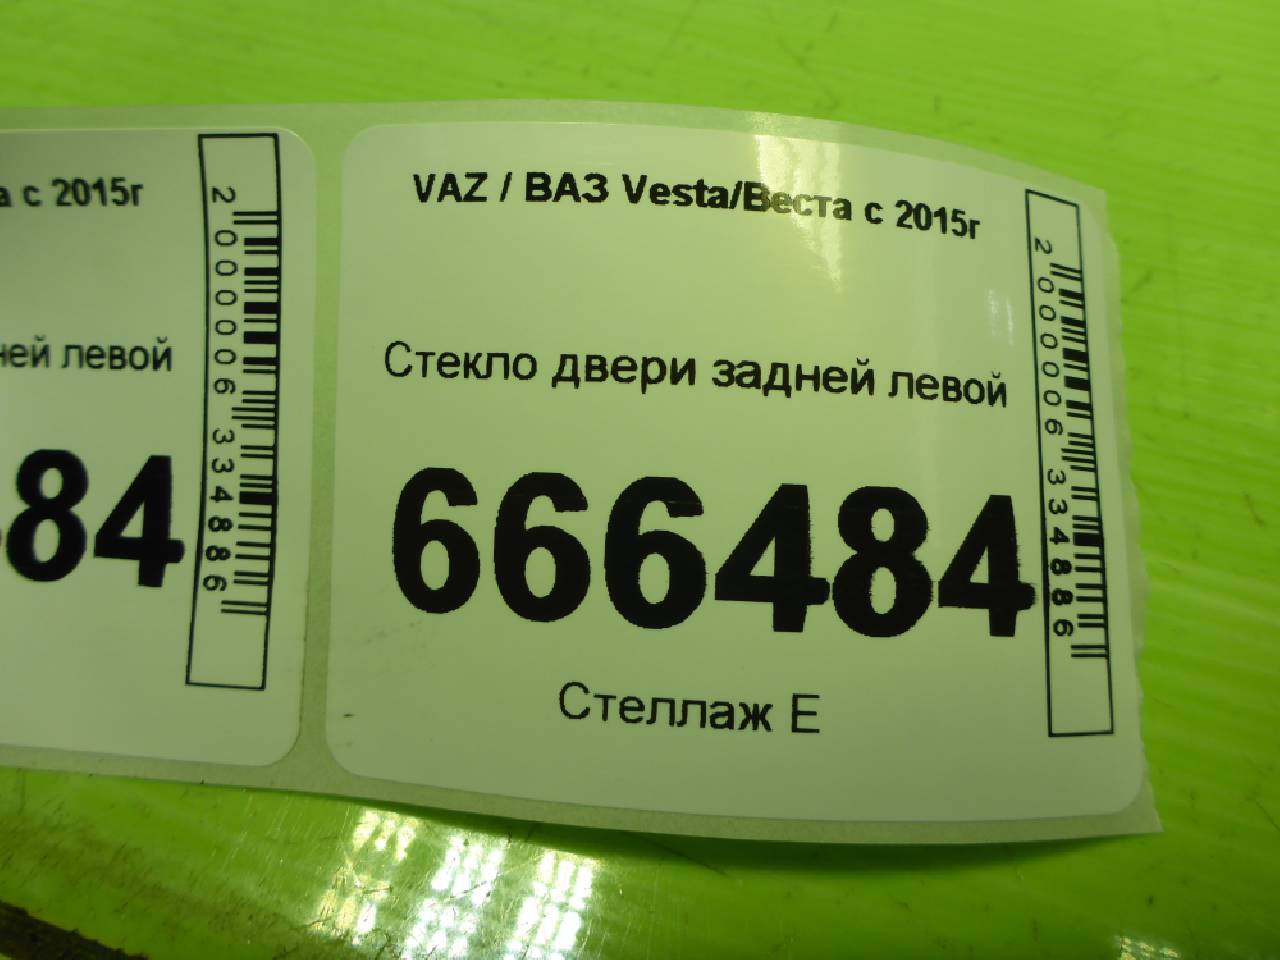 а с 2015г
ней левой
84
2000006334886
VAZ / ВАЗ Vesta/Веста с 2015г
Стекло двери задней левой
666484
Стеллаж Е
2000006334886